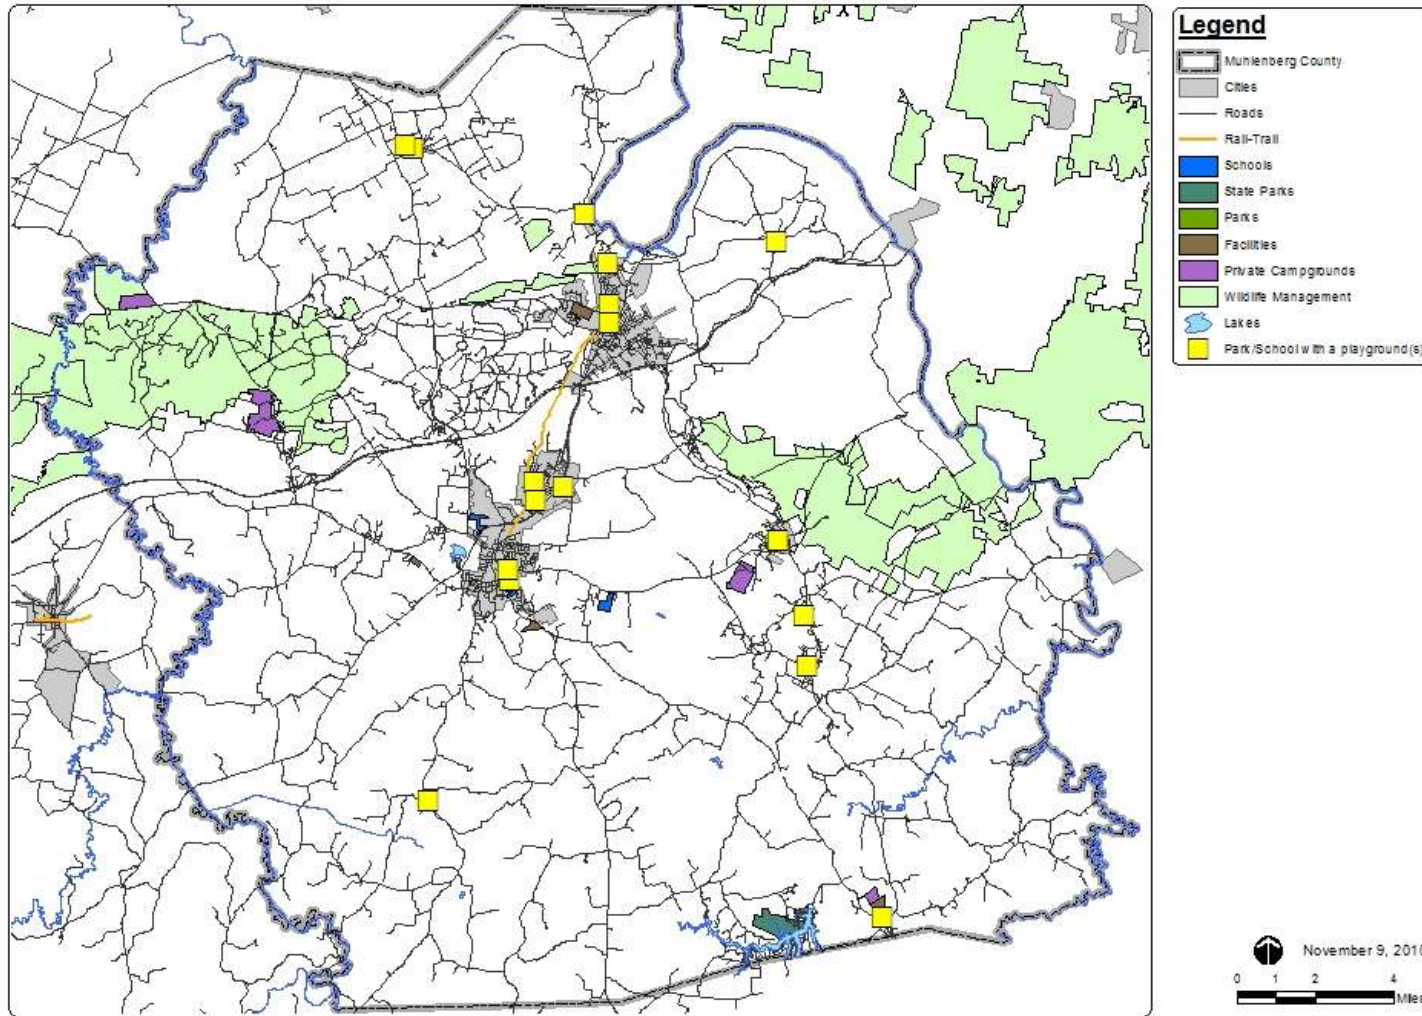 Legend
Muhlenberg County
Cities
Roads
Rail-Trail
Schools
State Parks
Parks
Facilities
Private Campgrounds
Wildlife Management
Lakes
Park/School with a playground(s)
November 9, 2010
0 1 2 4
Miles